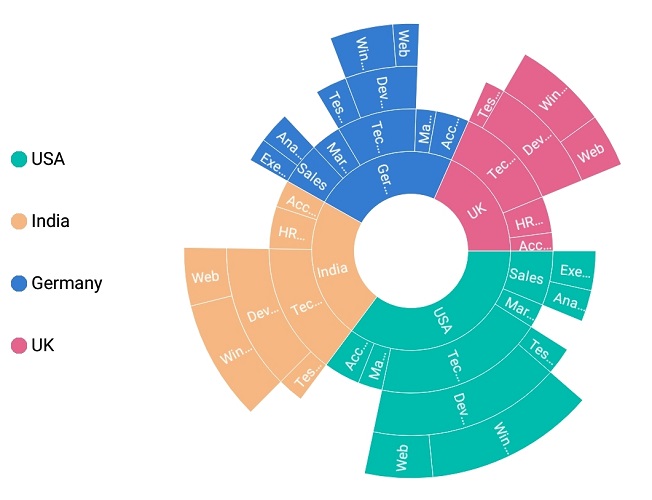 USA
India
Germany
UK
Win...
Web
Tes...
Dev...
Ana...
Exe...
Sales
Mar...
Tec...
Ma...
Acc...
Ger...
Tes...
Win...
Dev...
Web
Tec...
UK
HR...
Acc...
Acc...
HR...
India
Web
Dev...
Tec...
Win...
Tes...
USA
Sales
Exe...
Ana...
Mar...
Tes...
Acc...
Ma...
Tec...
Dev...
Web
Win...